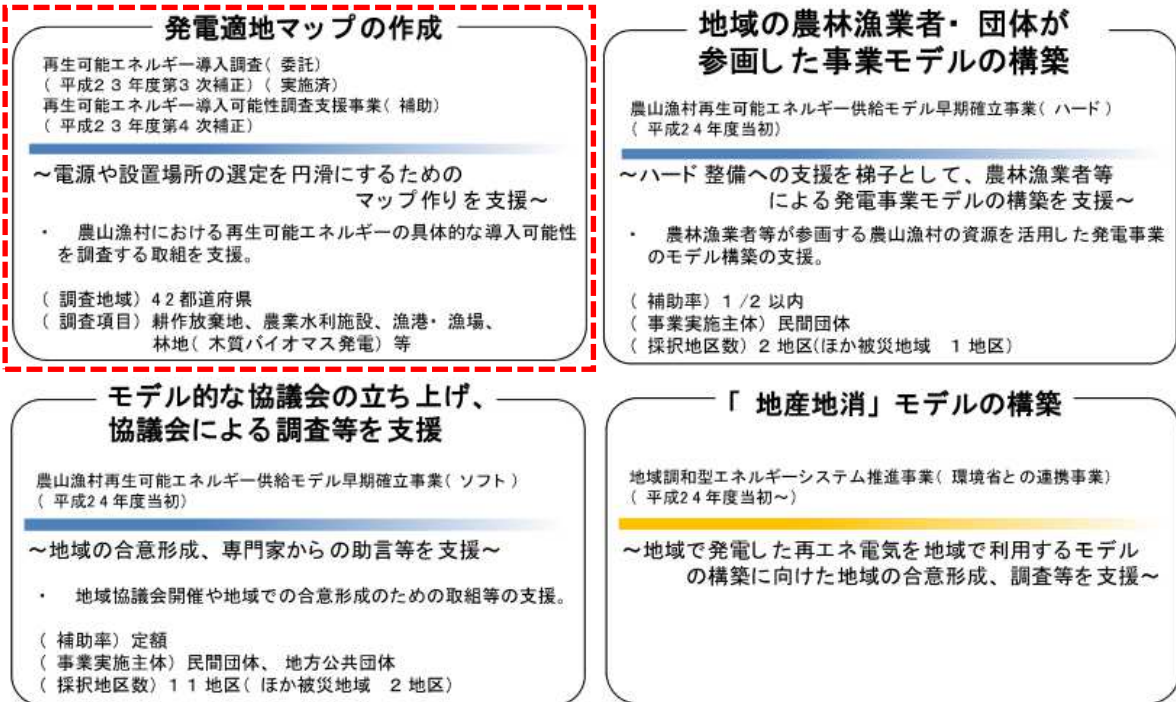 発電適地マップの作成
再生可能エネルギー導入調査(委託)
(平成23年度第3次補正)(実施済)
再生可能エネルギー導入可能性調査支援事業(補助)
(平成23年度第4次補正)
～電源や設置場所の選定を円滑にするための
マップ作りを支援～
・ 農山漁村における再生可能エネルギーの具体的な導入可能性
を調査する取組を支援。
(調査地域)42都道府県
(調査項目)耕作放棄地、農業水利施設、漁港・漁場、
林地(木質バイオマス発電)等
地域の農林漁業者・団体が
参画した事業モデルの構築
農山漁村再生可能エネルギー供給モデル早期確立事業(ハード)
(平成24年度当初)
～ハード整備への支援を梯子として、農林漁業者等
による発電事業モデルの構築を支援～
・ 農林漁業者等が参画する農山漁村の資源を活用した発電事業
のモデル構築の支援。
(補助率)1/2以内
(事業実施主体)民間団体
(採択地区数)2地区(ほか被災地域 1地区)
モデル的な協議会の立ち上げ、
協議会による調査等を支援
農山漁村再生可能エネルギー供給モデル早期確立事業(ソフト)
(平成24年度当初)
～地域の合意形成、専門家からの助言等を支援～
・ 地域協議会開催や地域での合意形成のための取組等の支援。
(補助率)定額
(事業実施主体)民間団体、地方公共団体
(採択地区数)11地区(ほか被災地域 2地区)
「地産地消」モデルの構築
地域調和型エネルギーシステム推進事業(環境省との連携事業)
(平成24年度当初～)
～地域で発電した再エネ電気を地域で利用するモデル
の構築に向けた地域の合意形成、調査等を支援～